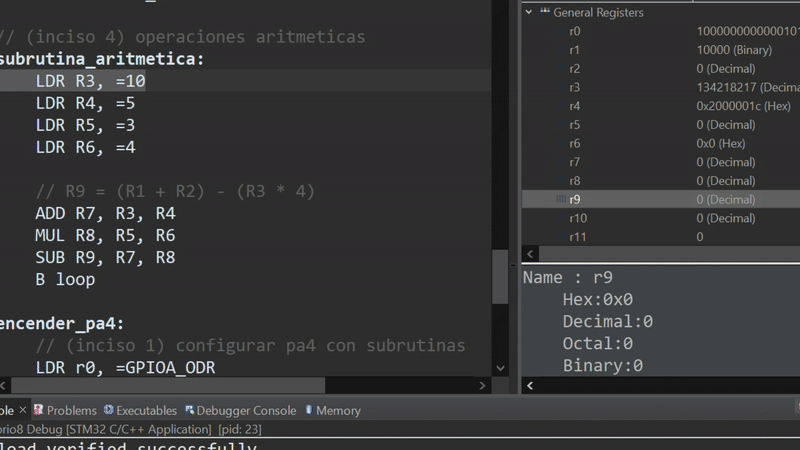 // (inciso 4) operaciones aritmeticas
subrutina_aritmetica:
LDR R3, =10
LDR R4, =5
LDR R5, =3
LDR R6, =4
// R9 = (R1 + R2) - (R3 * 4)
ADD R7, R3, R4
MUL R8, R5, R6
SUB R9, R7, R8
B loop
encender_pa4:
// (inciso 1) configurar pa4 con subrutinas
LDR r0, =GPIOA_ODR
General Registers
r0 100000000000101
r1 10000 (Binary)
r2 0 (Decimal)
r3 134218217 (Decima
r4 0x2000001c (Hex)
r5 0 (Decimal)
r6 0x0 (Hex)
r7 0 (Decimal)
r8 0 (Decimal)
r9 0 (Decimal)
r10 0 (Decimal)
r11 0
Name : r9
Hex:0x0
Decimal:0
Octal:0
Binary:0
ole Problems Executables Debugger Console Memory
orio8 Debug [STM32 C/C++ Application] [pid: 23]
load verified successfully